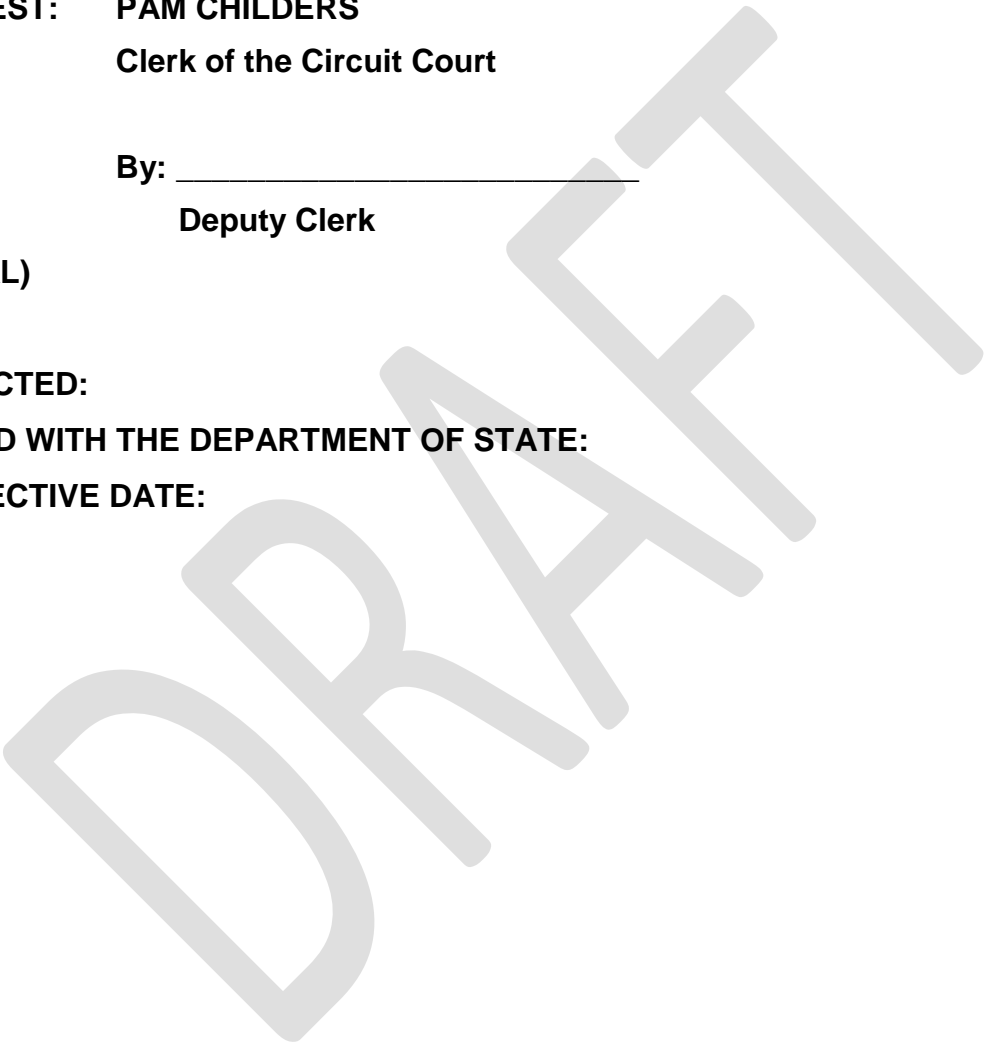 EST: PAM CHILDERS
Clerk of the Circuit Court
By: __________________________
Deputy Clerk
L)
CTED:
D WITH THE DEPARTMENT OF STATE:
ECTIVE DATE:
DRAFT